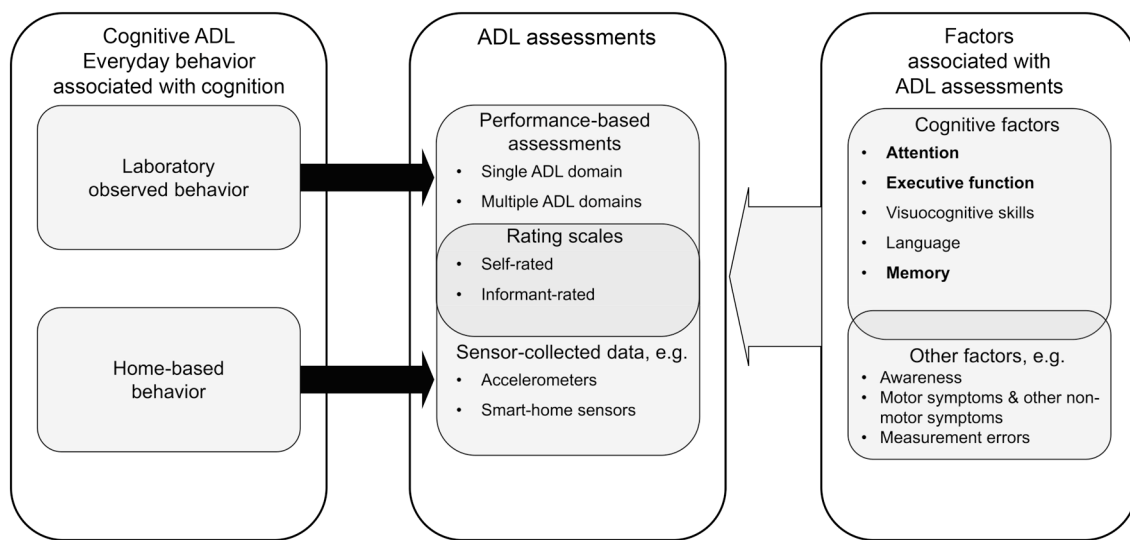 Cognitive ADL
Everyday behavior
associated with cognition
Laboratory
observed behavior
Home-based
behavior
ADL assessments
Performance-based
assessments
• Single ADL domain
• Multiple ADL domains
Rating scales
• Self-rated
• Informant-rated
Sensor-collected data, e.g.
• Accelerometers
• Smart-home sensors
Factors
associated with
ADL assessments
Cognitive factors
• Attention
• Executive function
• Visuocognitive skills
• Language
• Memory
Other factors, e.g.
• Awareness
• Motor symptoms & other non-
motor symptoms
• Measurement errors